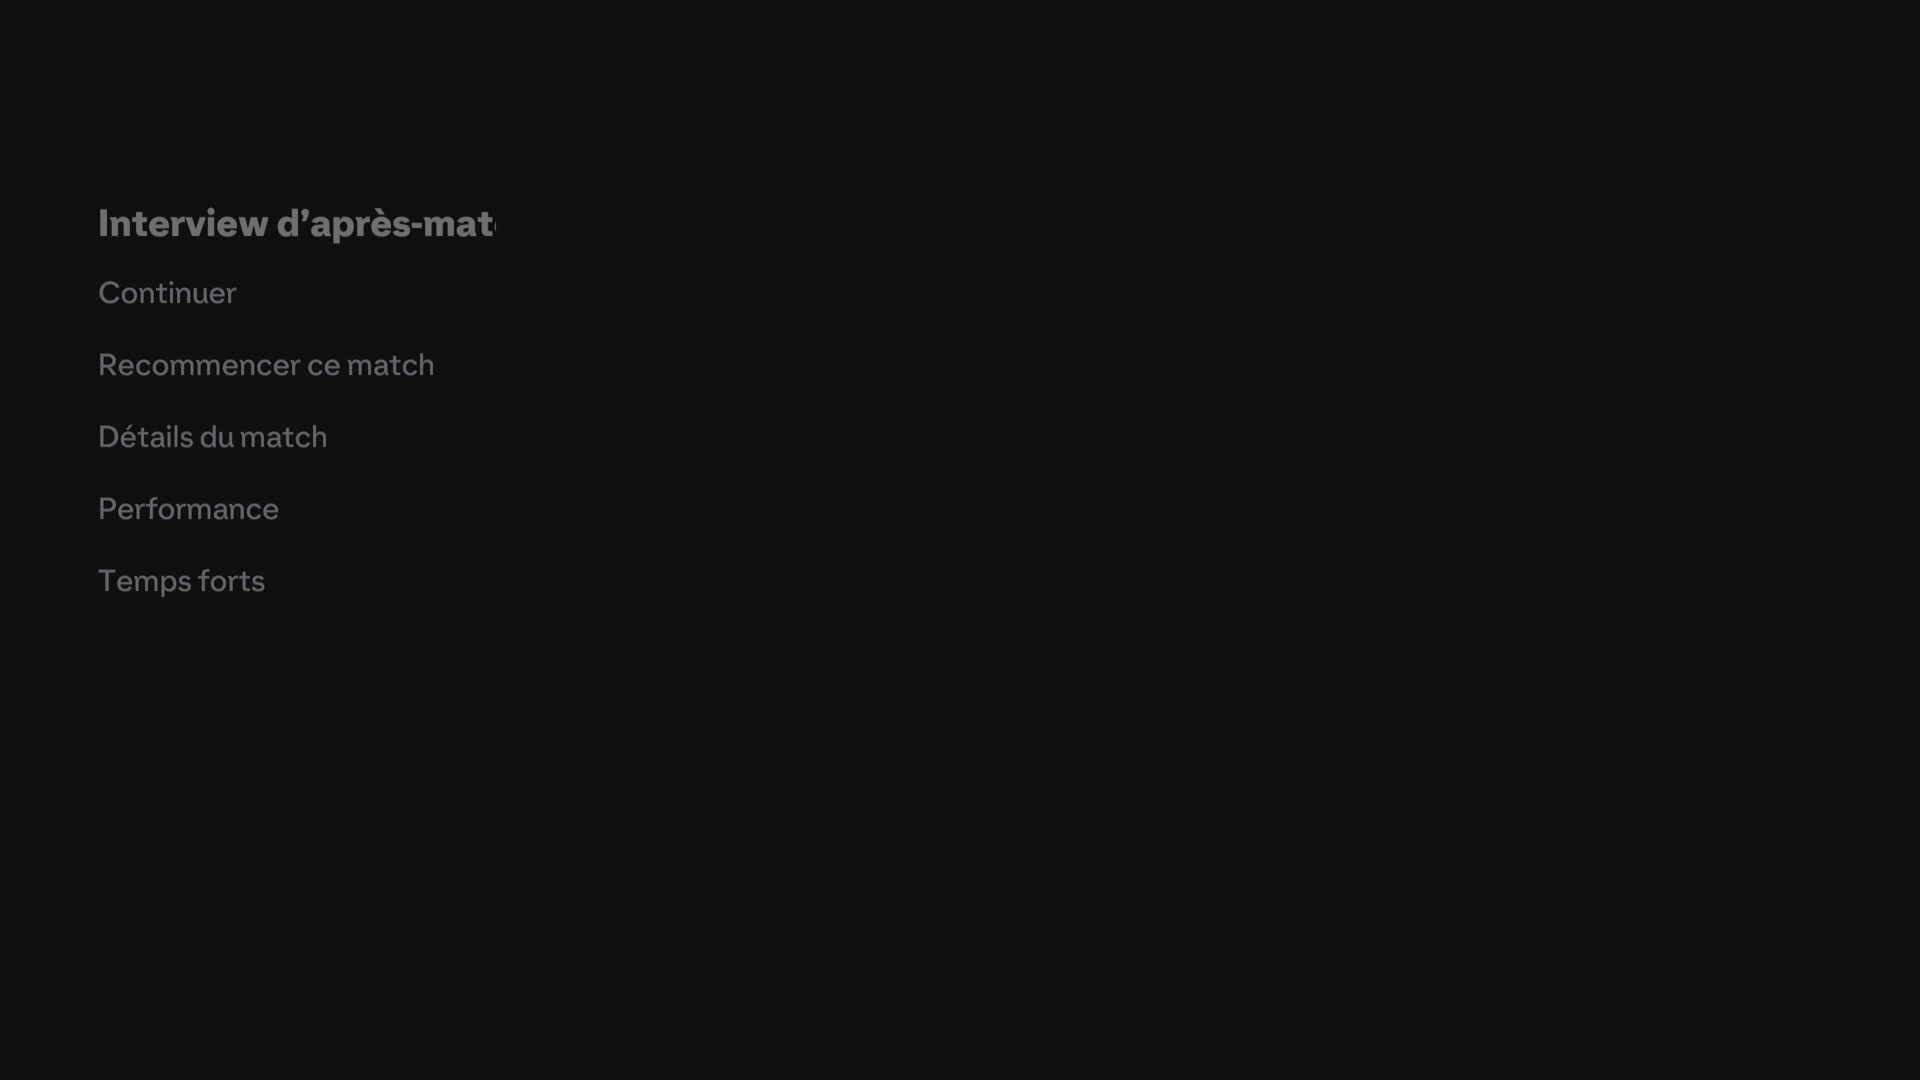 Interview d’après-mat
Continuer
Recommencer ce match
Détails du match
Performance
Temps forts